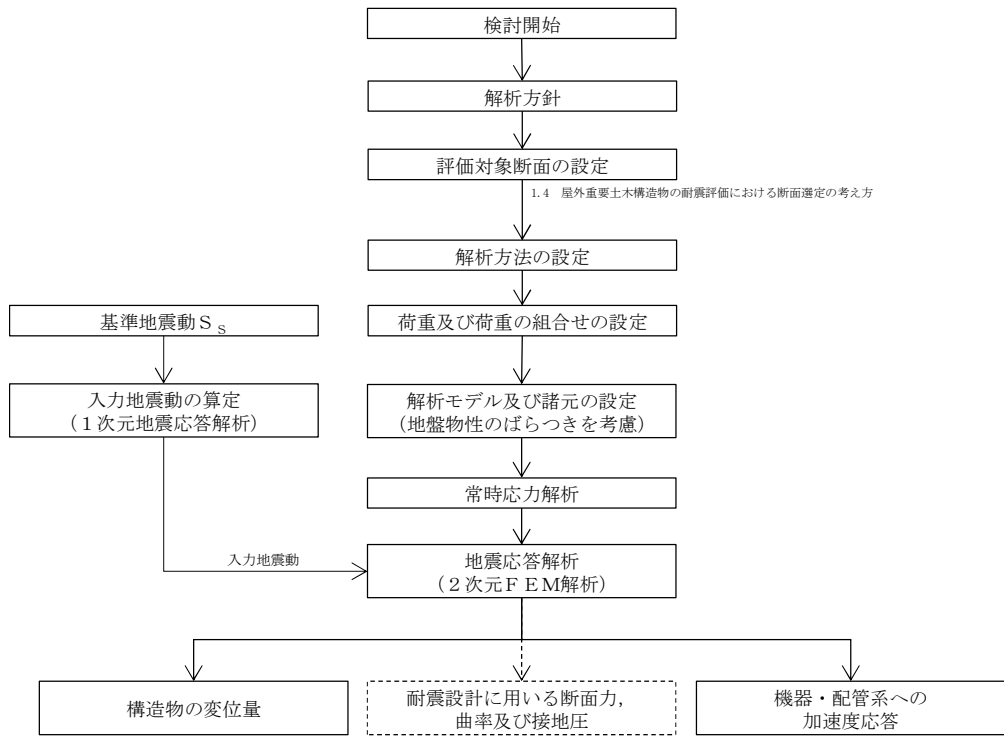 検討開始
解析方針
評価対象断面の設定
1.4　屋外重要土木構造物の耐震評価における断面選定の考え方
解析方法の設定
基準地震動Ｓs
荷重及び荷重の組合せの設定
入力地震動の算定
（１次元地震応答解析）
解析モデル及び諸元の設定
（地盤物性のばらつきを考慮）
常時応力解析
入力地震動
地震応答解析
（２次元ＦＥＭ解析）
構造物の変位量
耐震設計に用いる断面力，
曲率及び接地圧
機器・配管系への
加速度応答